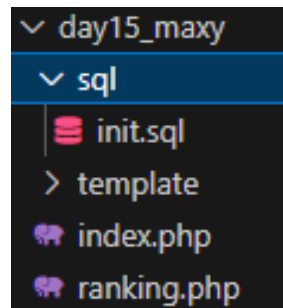 day15_maxy
sql
init.sql
template
index.php
ranking.php